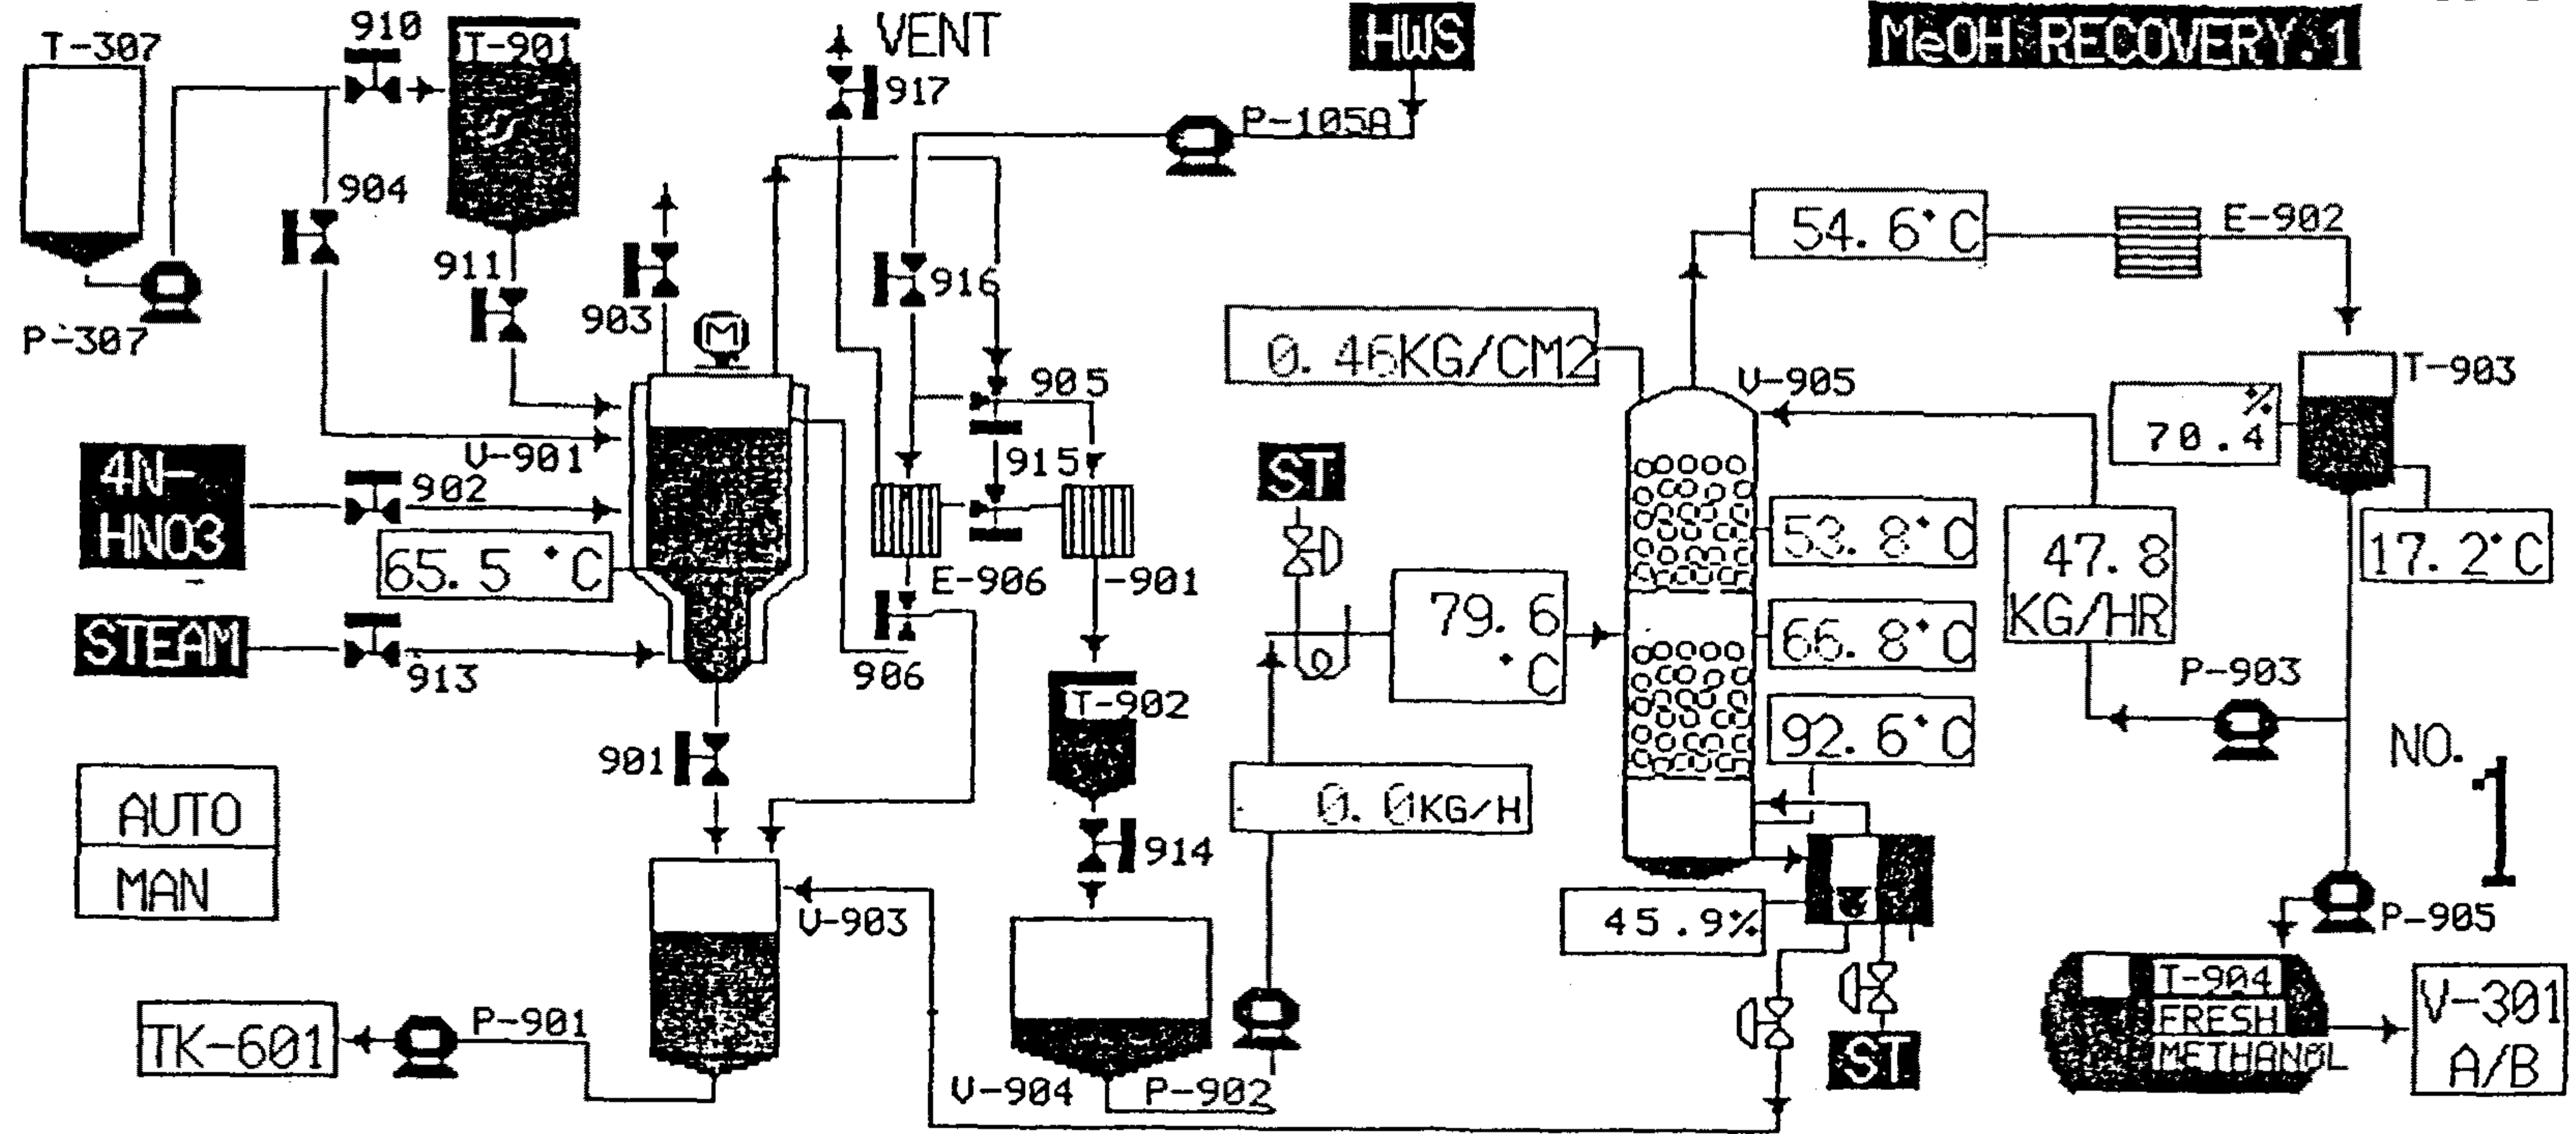 MeOH RECOVERY.1
T-307
910
T-901
VENT
917
HWS
P-105A
904
911
903
916
P-307
M
54.6°C
E-902
0.46KG/CM2
V-905
T-903
%
70.4
905
915
V-901
4N-
HNO3
902
65.5 °C
ST
53.8°C
47.8
KG/HR
17.2°C
E-906
-901
STEAM
913
906
79.6
°C
66.8°C
P-903
T-902
92.6°C
NO.
1
901
AUTO
MAN
0.0KG/H
914
V-903
45.9%
P-905
TK-601
P-901
V-904
P-902
ST
T-904
FRESH
METHANOL
V-301
A/B